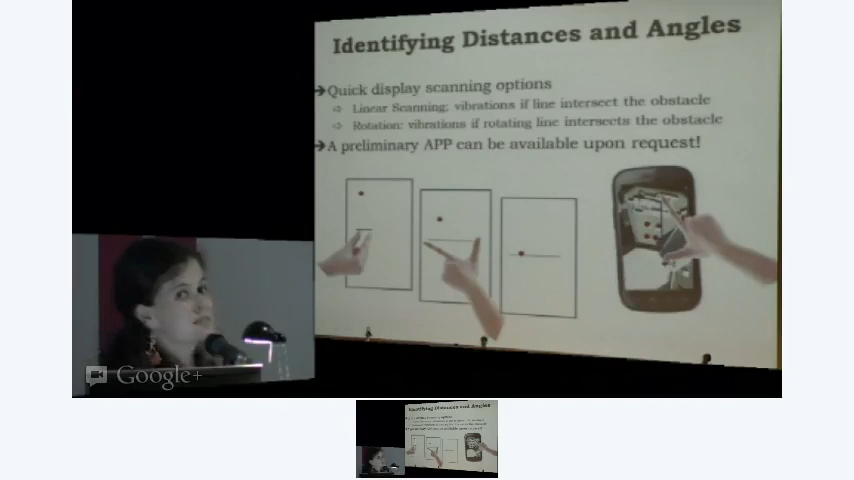 Identifying Distances and Angles
Quick display scanning options
Linear Scanning: vibrations if line intersect the obstacle
Rotation: vibrations if rotating line intersects the obstacle
A preliminary APP can be available upon request!
Google+